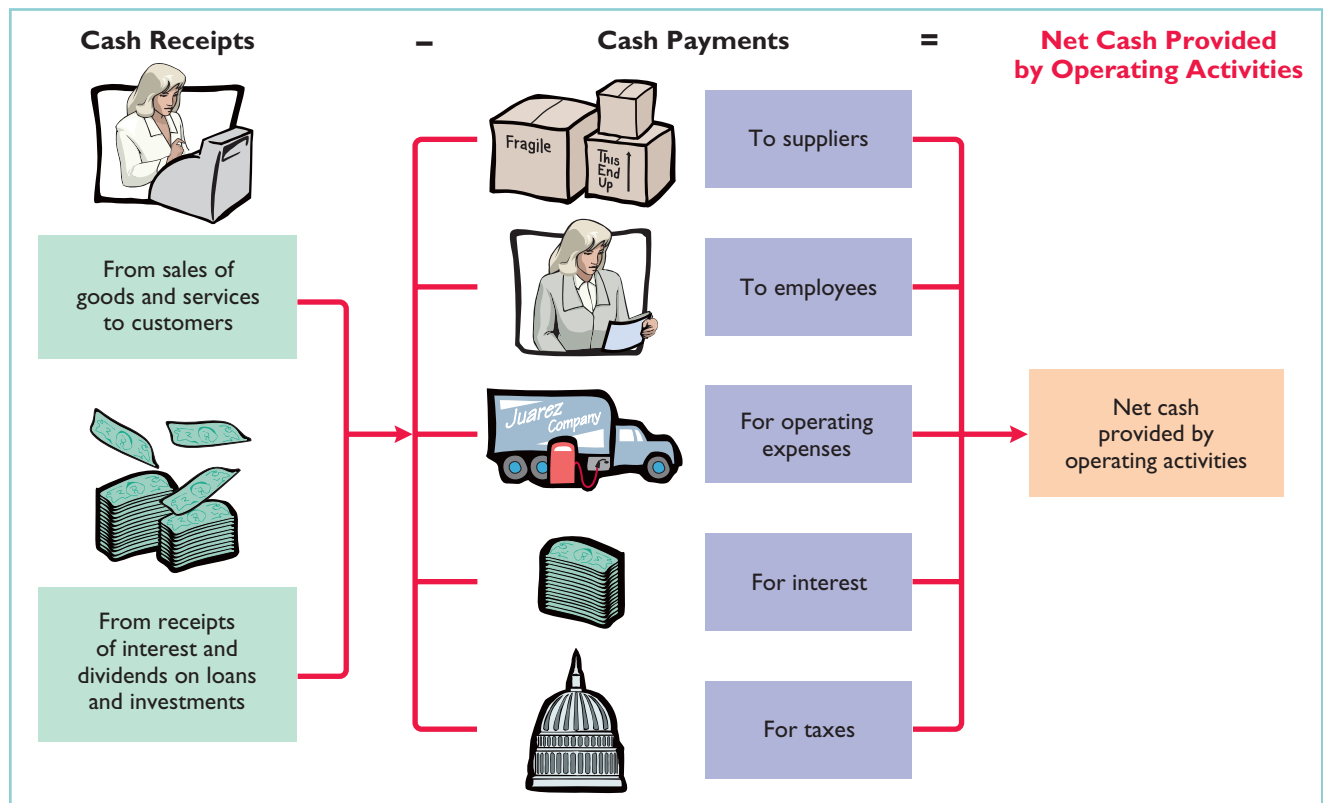 Cash Receipts
–
Cash Payments
=
Net Cash Provided
by Operating Activities
From sales of
goods and services
to customers
From receipts
of interest and
dividends on loans
and investments
Fragile
This
End
Up
To suppliers
To employees
Juarez
Company
For operating
expenses
For interest
For taxes
Net cash
provided by
operating activities